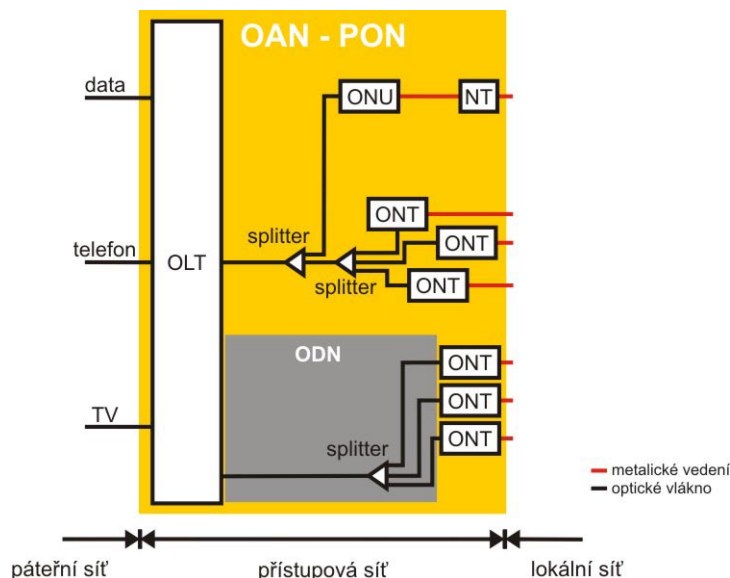 OAN - PON
data
ONU
NT
ONT
splitter
telefon
OLT
ONT
splitter
ONT
ODN
ONT
TV
ONT
splitter
ONT
metalické vedení
optické vlákno
páteřní síť
přístupová síť
lokální síť